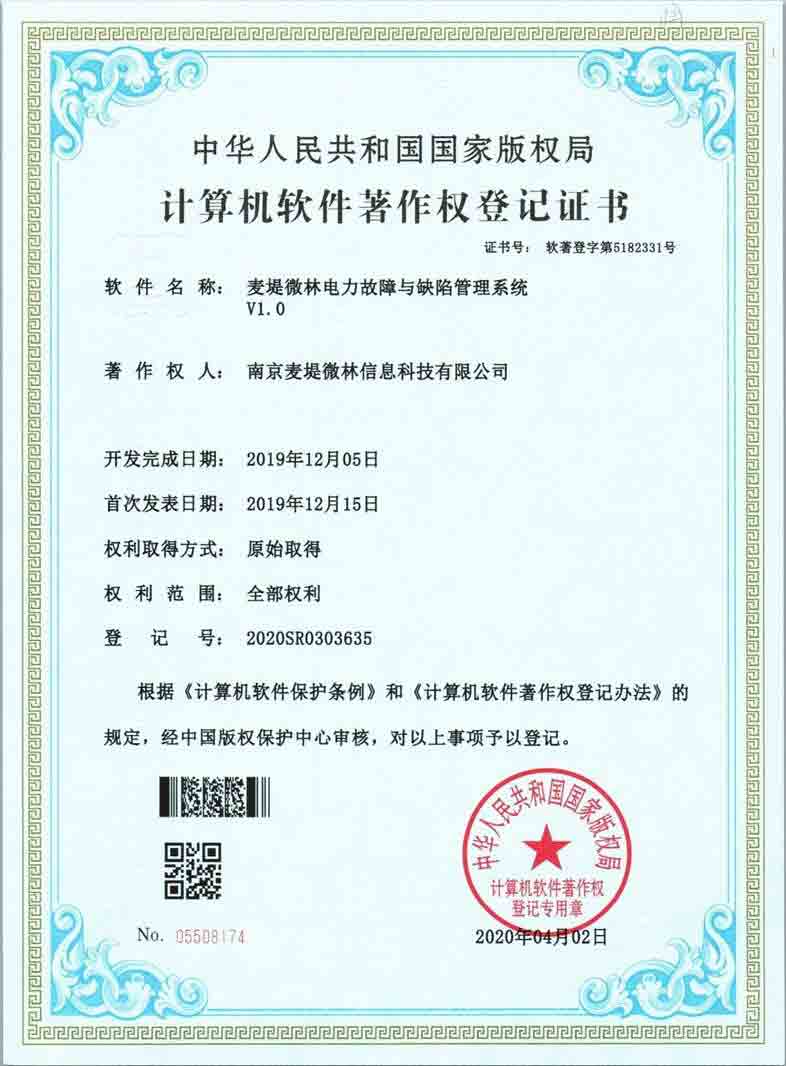 中华人民共和国国家版权局
计算机软件著作权登记证书
证书号： 软著登字第5182331号
软件名称： 麦堤微林电力故障与缺陷管理系统
V1.0
著作权人： 南京麦堤微林信息科技有限公司
开发完成日期： 2019年12月05日
首次发表日期： 2019年12月15日
权利取得方式： 原始取得
权利范围： 全部权利
登记号： 2020SR0303635
根据《计算机软件保护条例》和《计算机软件著作权登记办法》的
规定，经中国版权保护中心审核，对以上事项予以登记。
中华人民共和国国家版权局
计算机软件著作权
登记专用章
No. 05508174
2020年04月02日